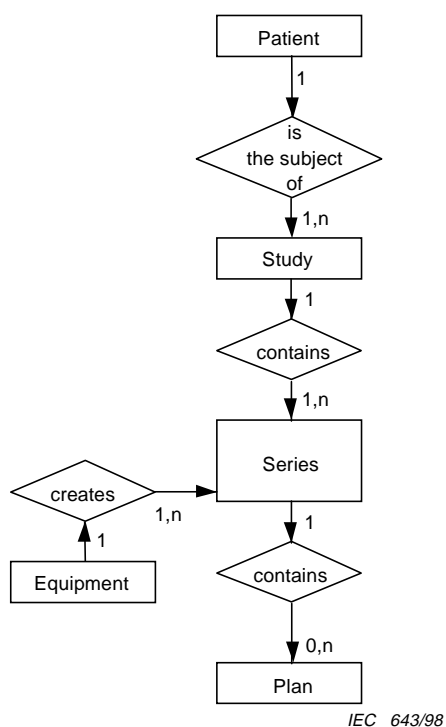 Patient
1
is
the subject
of
1,n
Study
1
contains
1,n
Series
creates
1,n
1
Equipment
1
contains
0,n
Plan
IEC 643/98